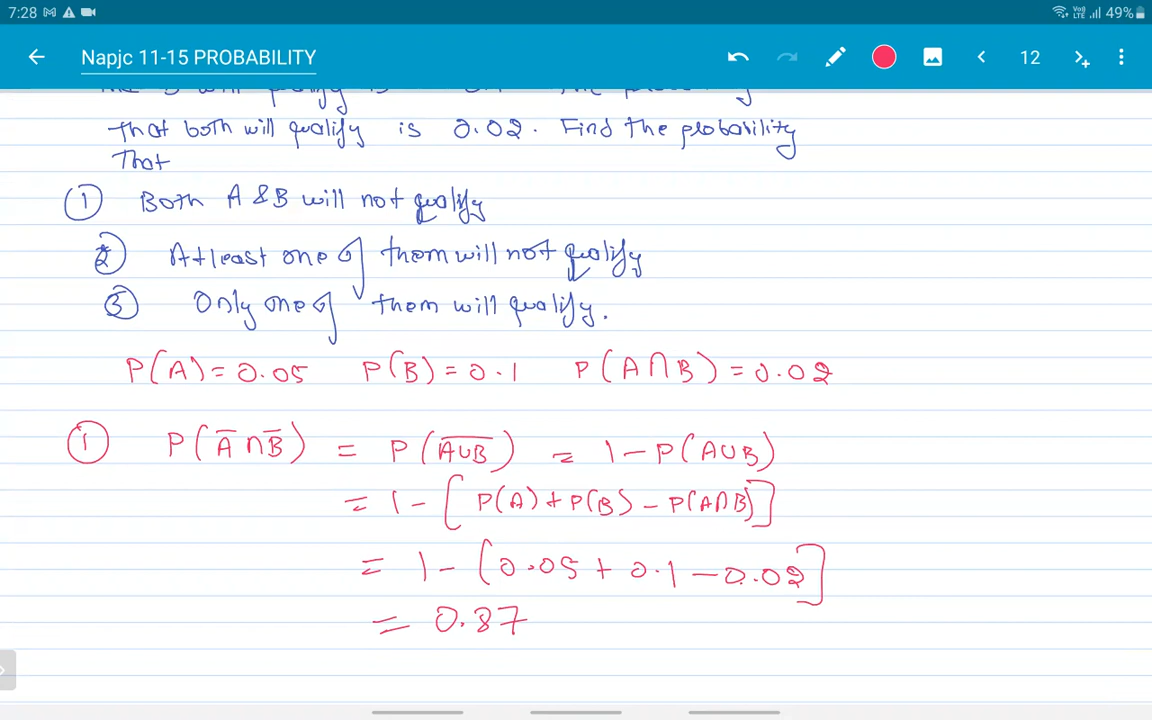 7:28 49%
Napjc 11-15 PROBABILITY 12
B will qualify is
that both will qualify is 0.02. Find the probability
That
① Both A & B will not qualify
② Atleast one of them will not qualify
③ Only one of them will qualify.
P(A) = 0.05 P(B) = 0.1 P(A∩B) = 0.02
① P(A̅ ∩ B̅) = P(A̅∪̅B̅) = 1 - P(A∪B)
= 1 - [P(A) + P(B) - P(A∩B)]
= 1 - [0.05 + 0.1 - 0.02]
= 0.87